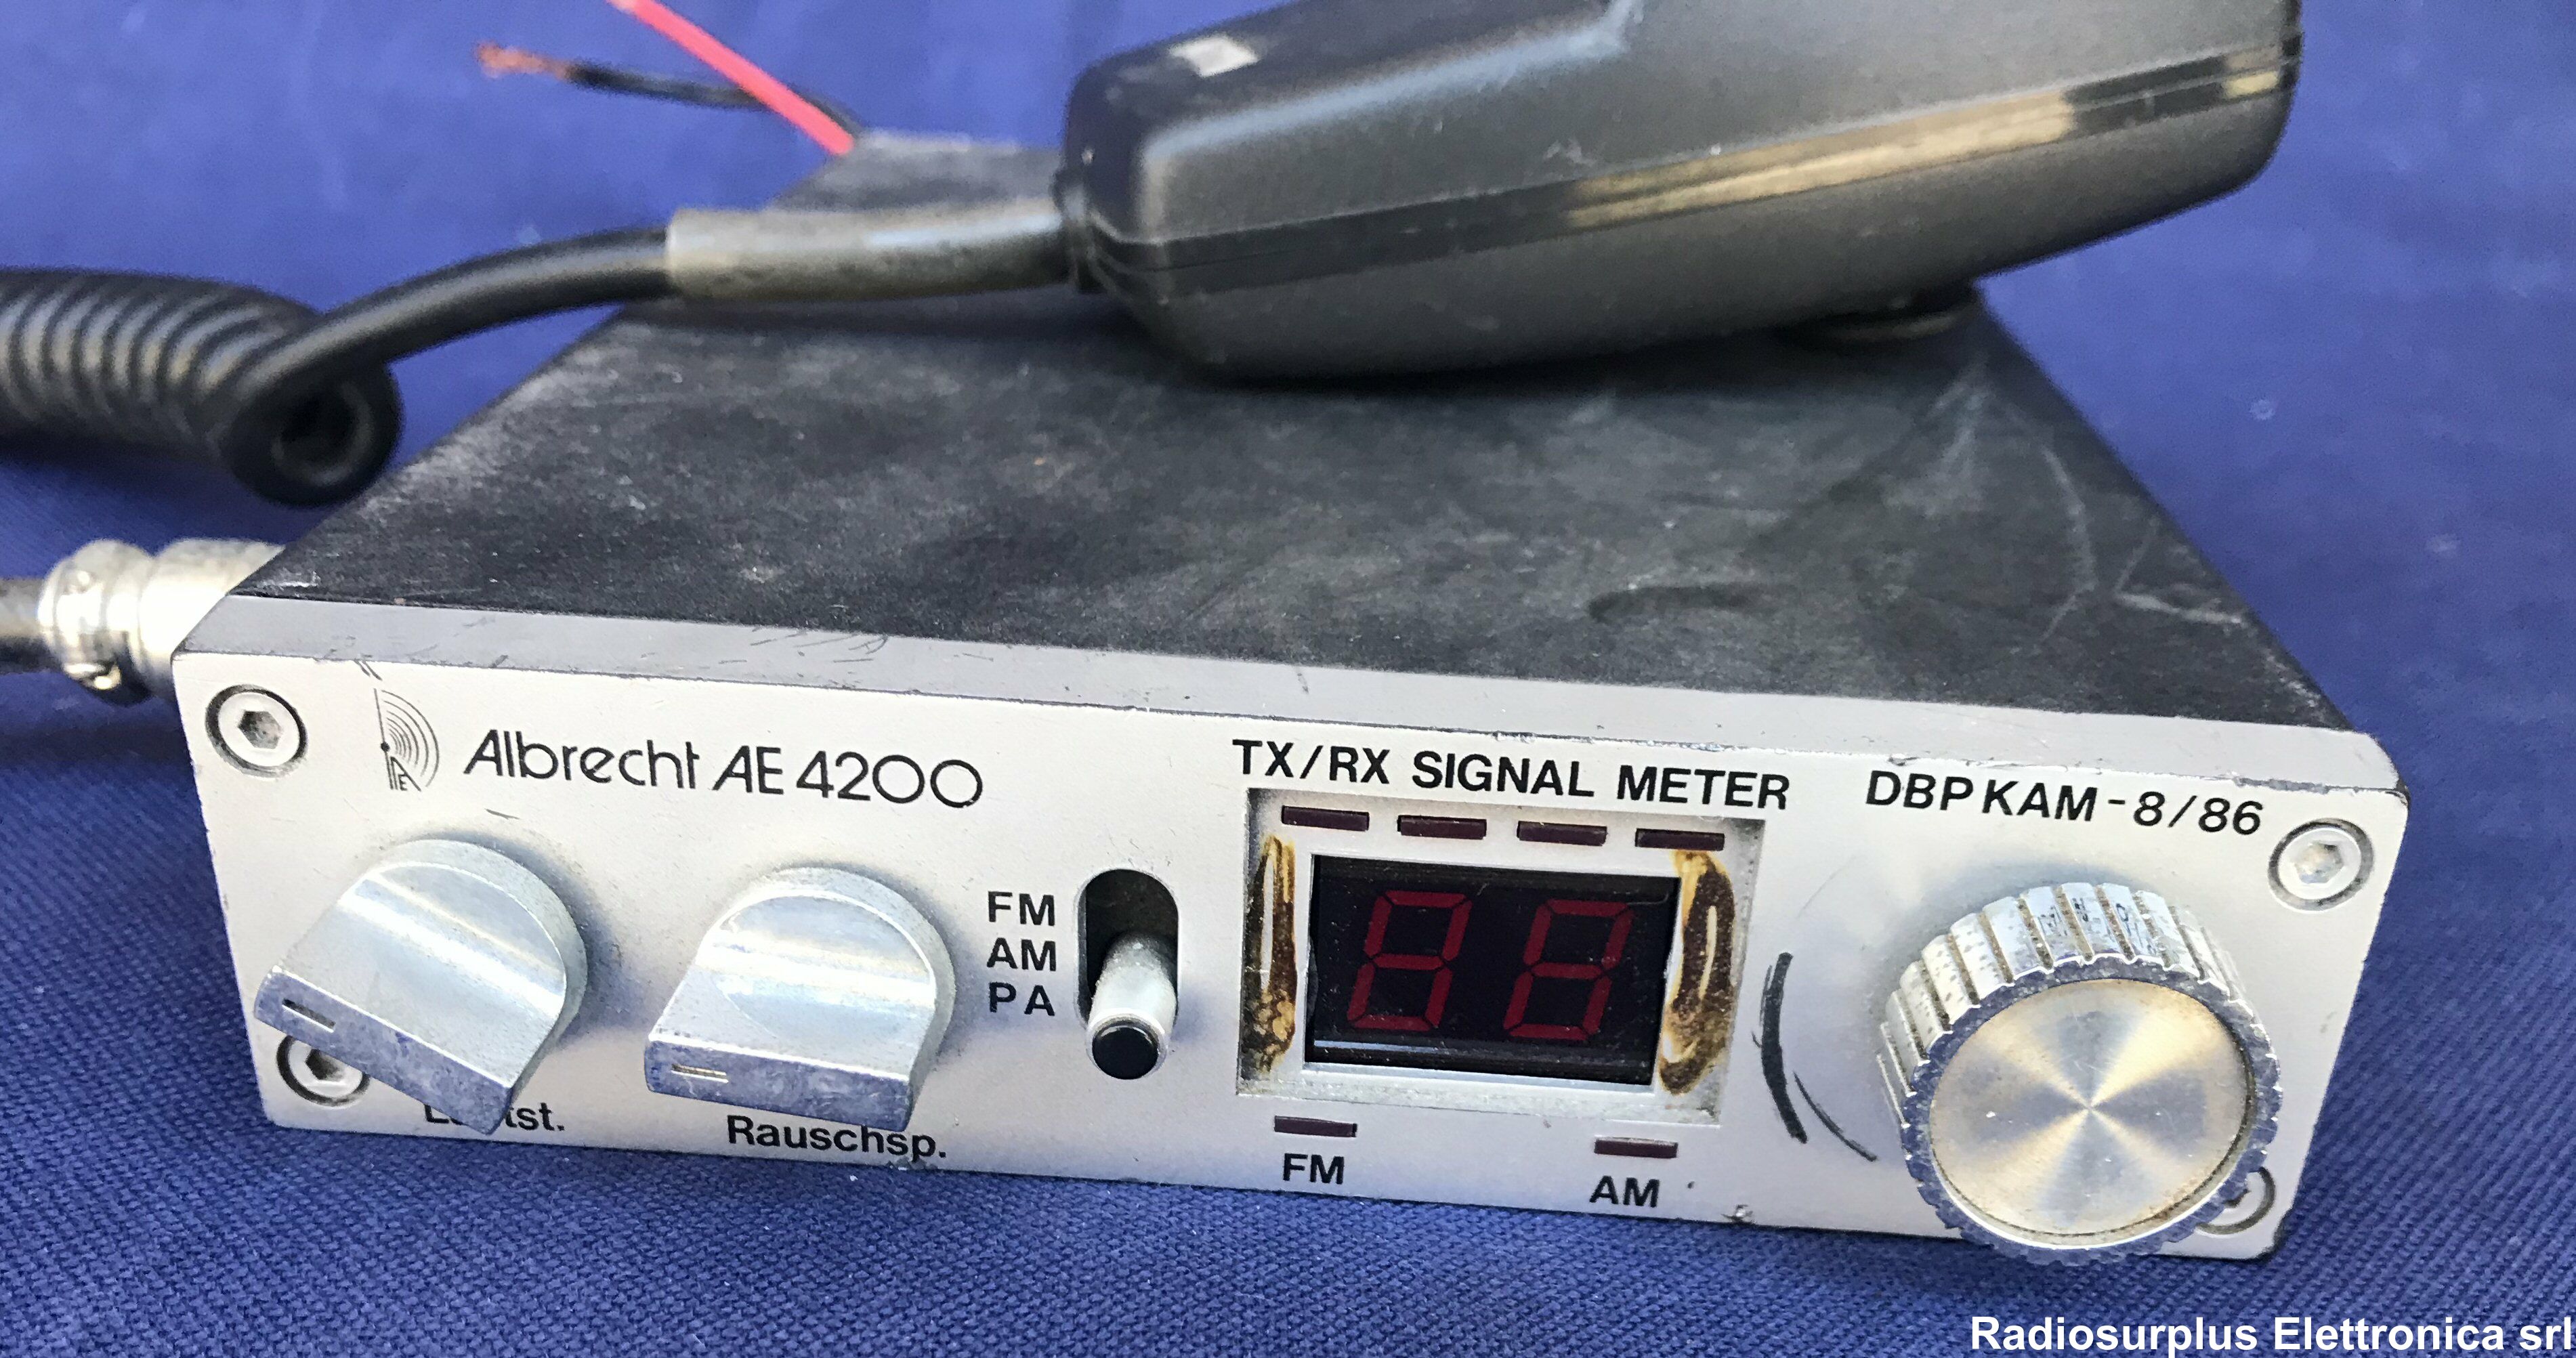 Albrecht AE 4200
TX/RX SIGNAL METER
DBP KAM-8/86
FM
AM
PA
Rauschsp.
FM
AM
Radiosurplus Elettronica srl